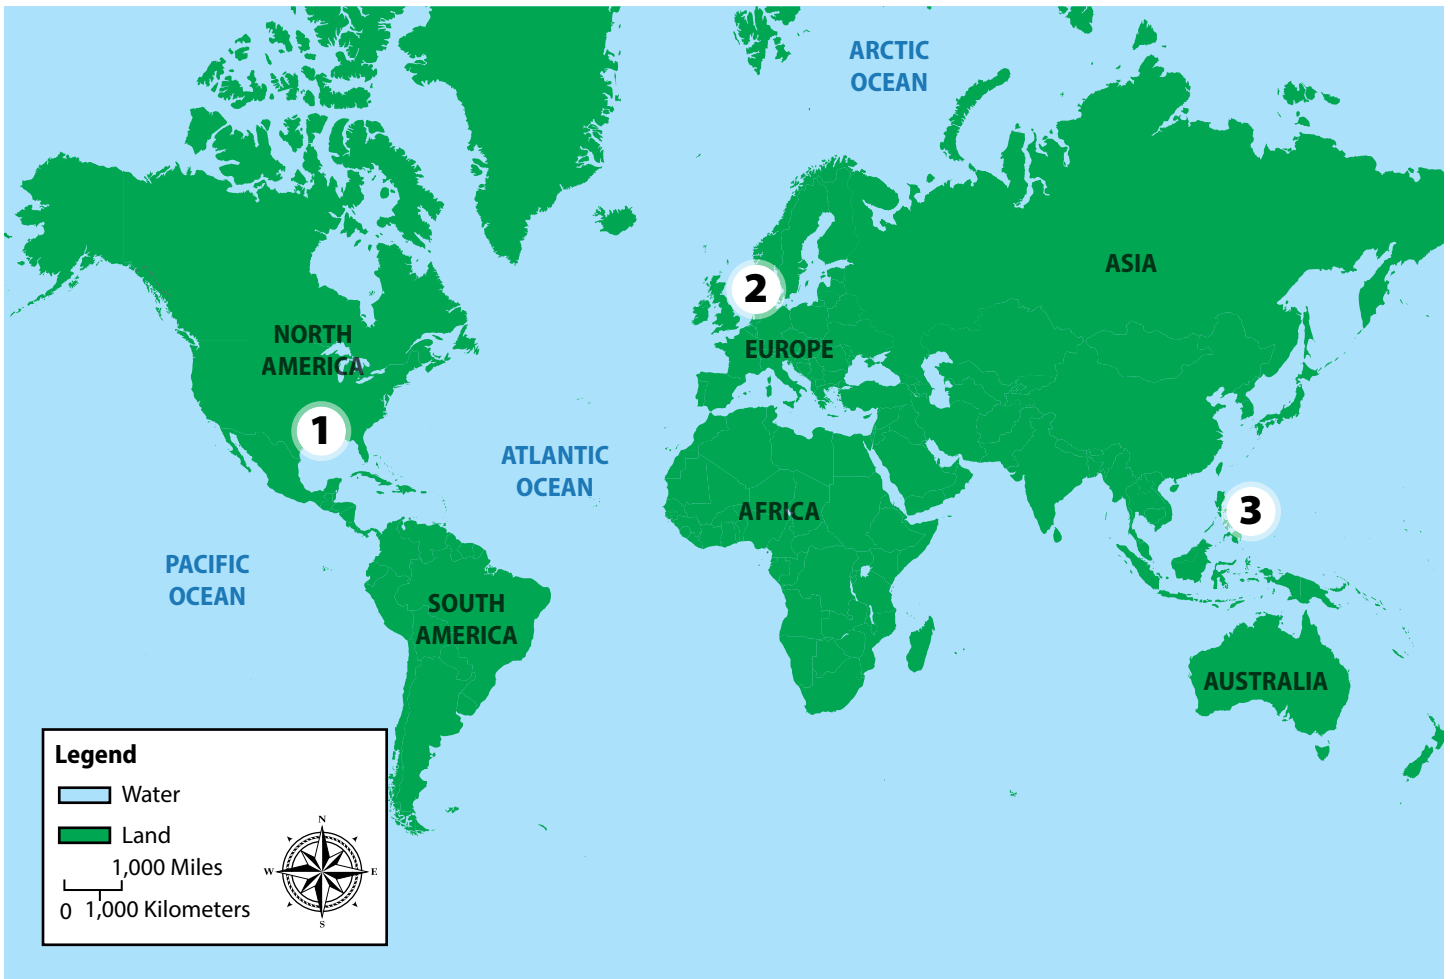 ARCTIC
OCEAN
ASIA
2
NORTH
AMERICA
EUROPE
1
ATLANTIC
OCEAN
AFRICA
3
PACIFIC
OCEAN
SOUTH
AMERICA
AUSTRALIA
Legend
Water
Land
1,000 Miles
0 1,000 Kilometers
N
W E
S